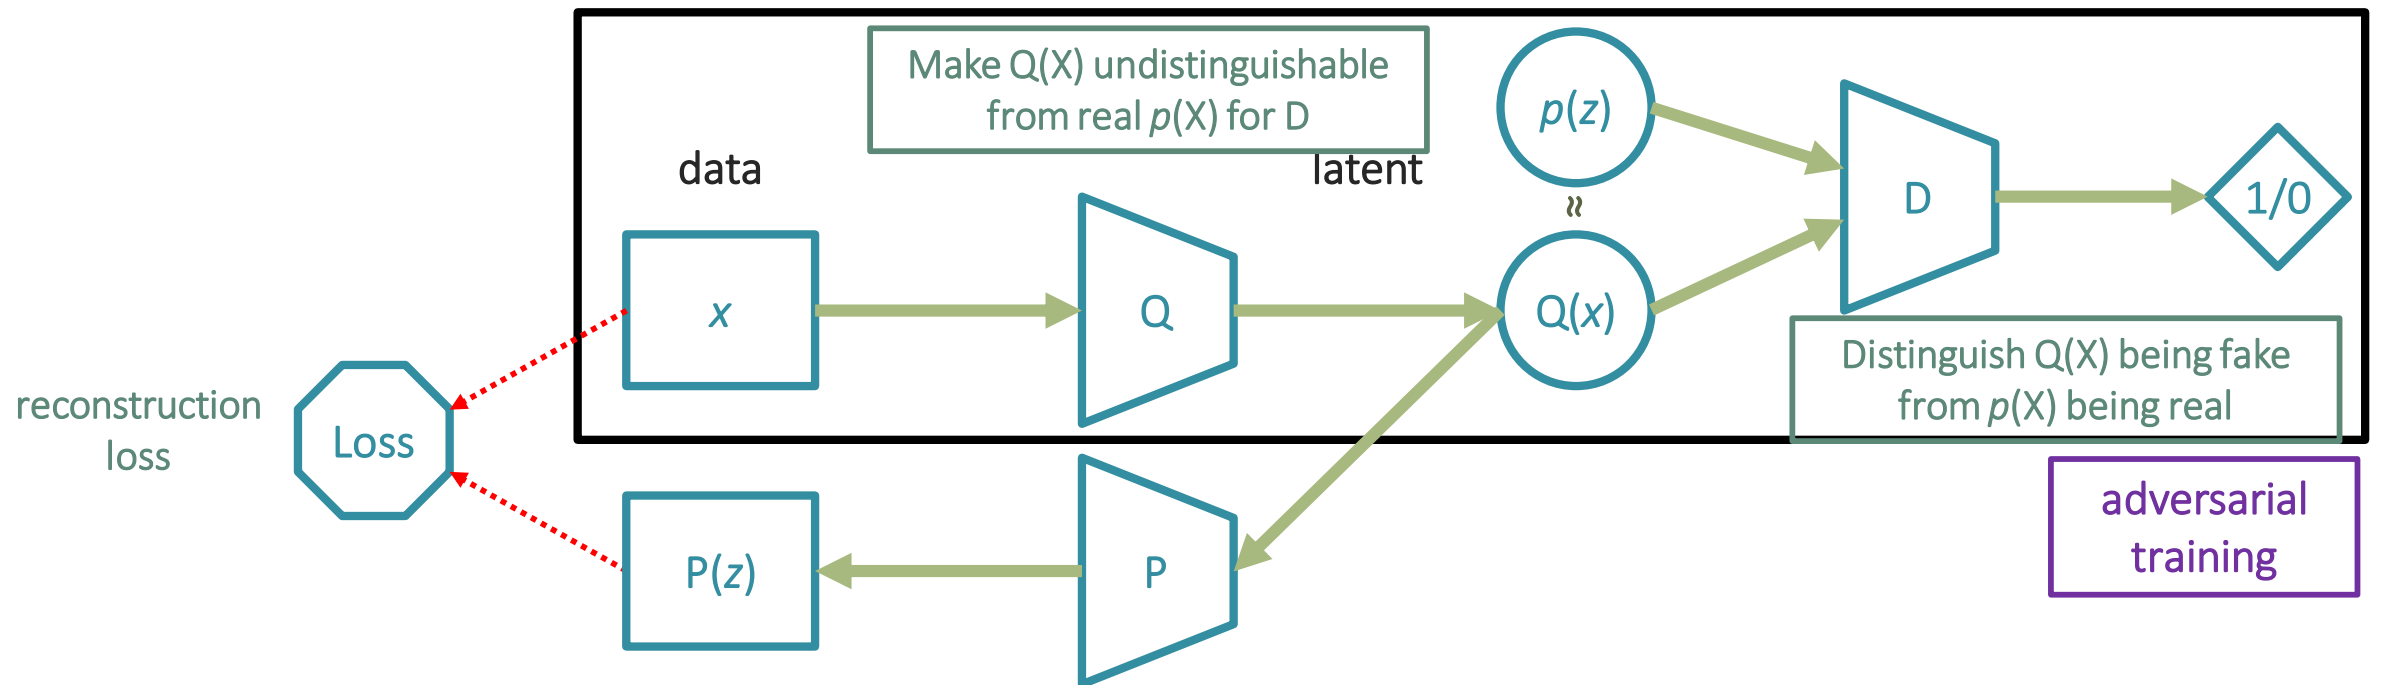 Make Q(X) undistinguishable
from real p(X) for D
data
latent
p(z)
≈
D
1/0
x
Q
Q(x)
Distinguish Q(X) being fake
from p(X) being real
reconstruction
loss
Loss
adversarial
training
P(z)
P